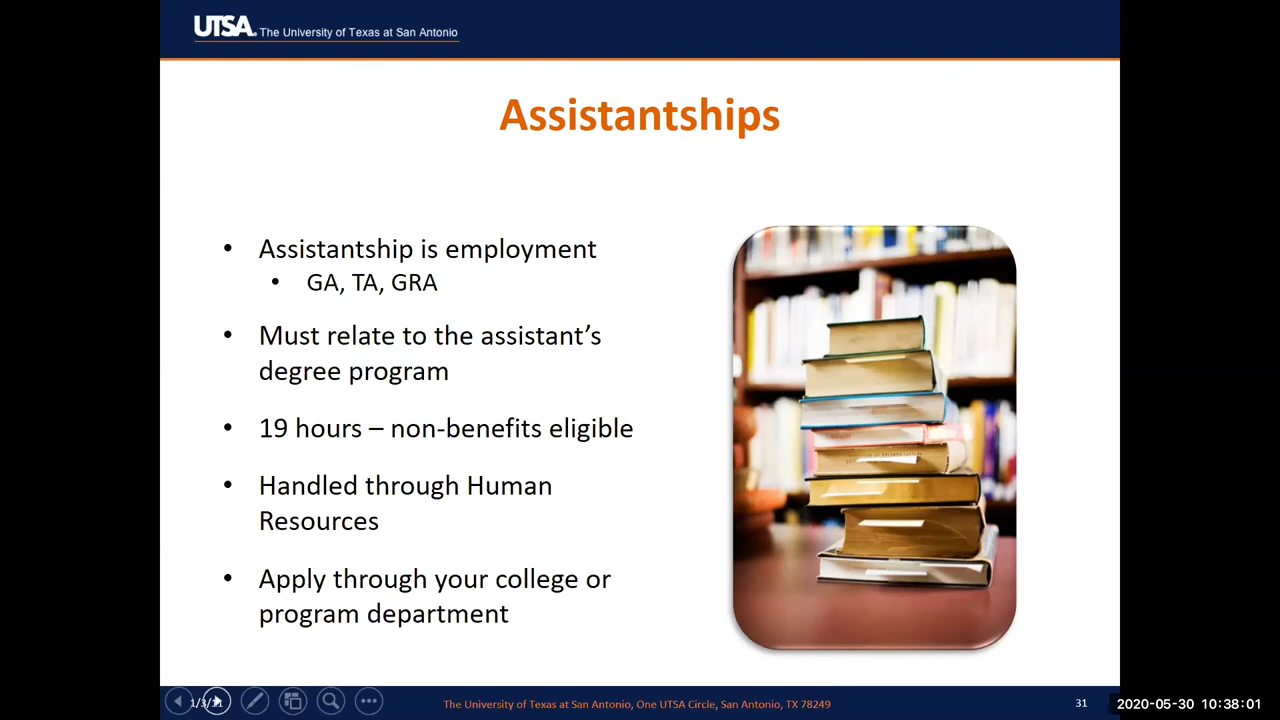 UTSA. The University of Texas at San Antonio
Assistantships
• Assistantship is employment
• GA, TA, GRA
• Must relate to the assistant’s
degree program
• 19 hours – non-benefits eligible
• Handled through Human
Resources
• Apply through your college or
program department
The University of Texas at San Antonio, One UTSA Circle, San Antonio, TX 78249
31
2020-05-30 10:38:01